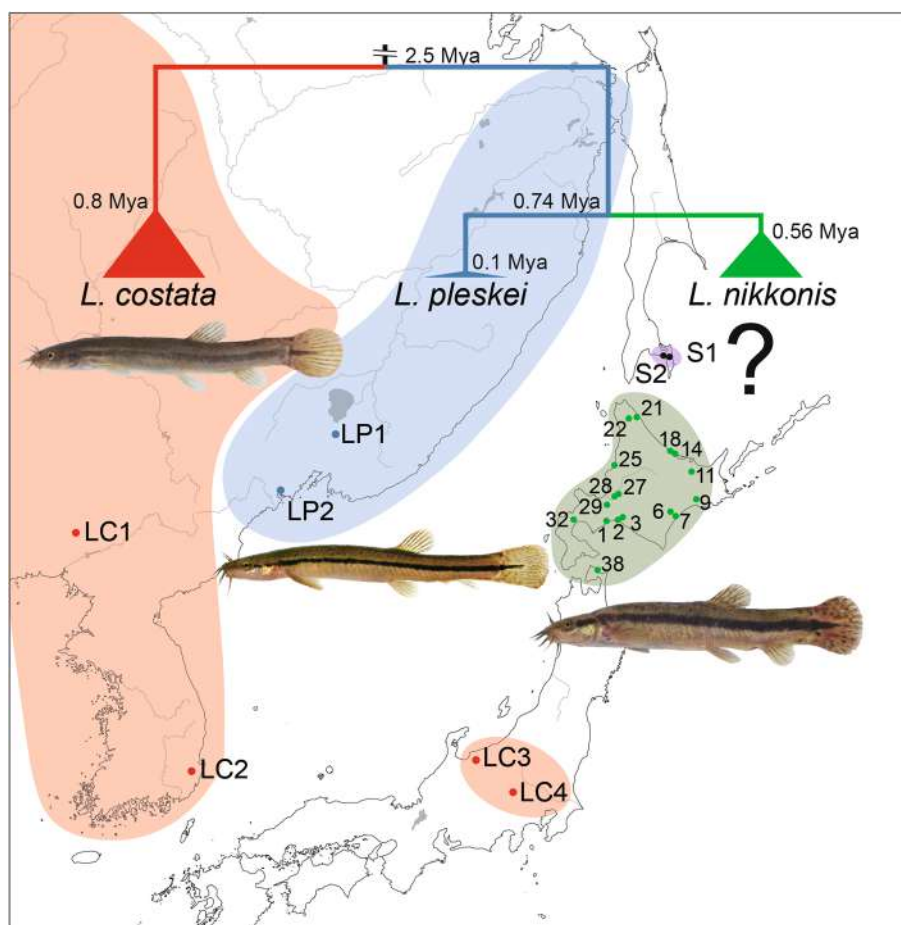 2.5 Mya
0.8 Mya
0.74 Mya
0.56 Mya
0.1 Mya
L. costata
L. pleskei
L. nikkonis
S1
S2
?
21
22
18
14
LP1
25
11
28
27
9
LP2
29
6
32
7
LC1
1
2
3
38
LC2
LC3
LC4